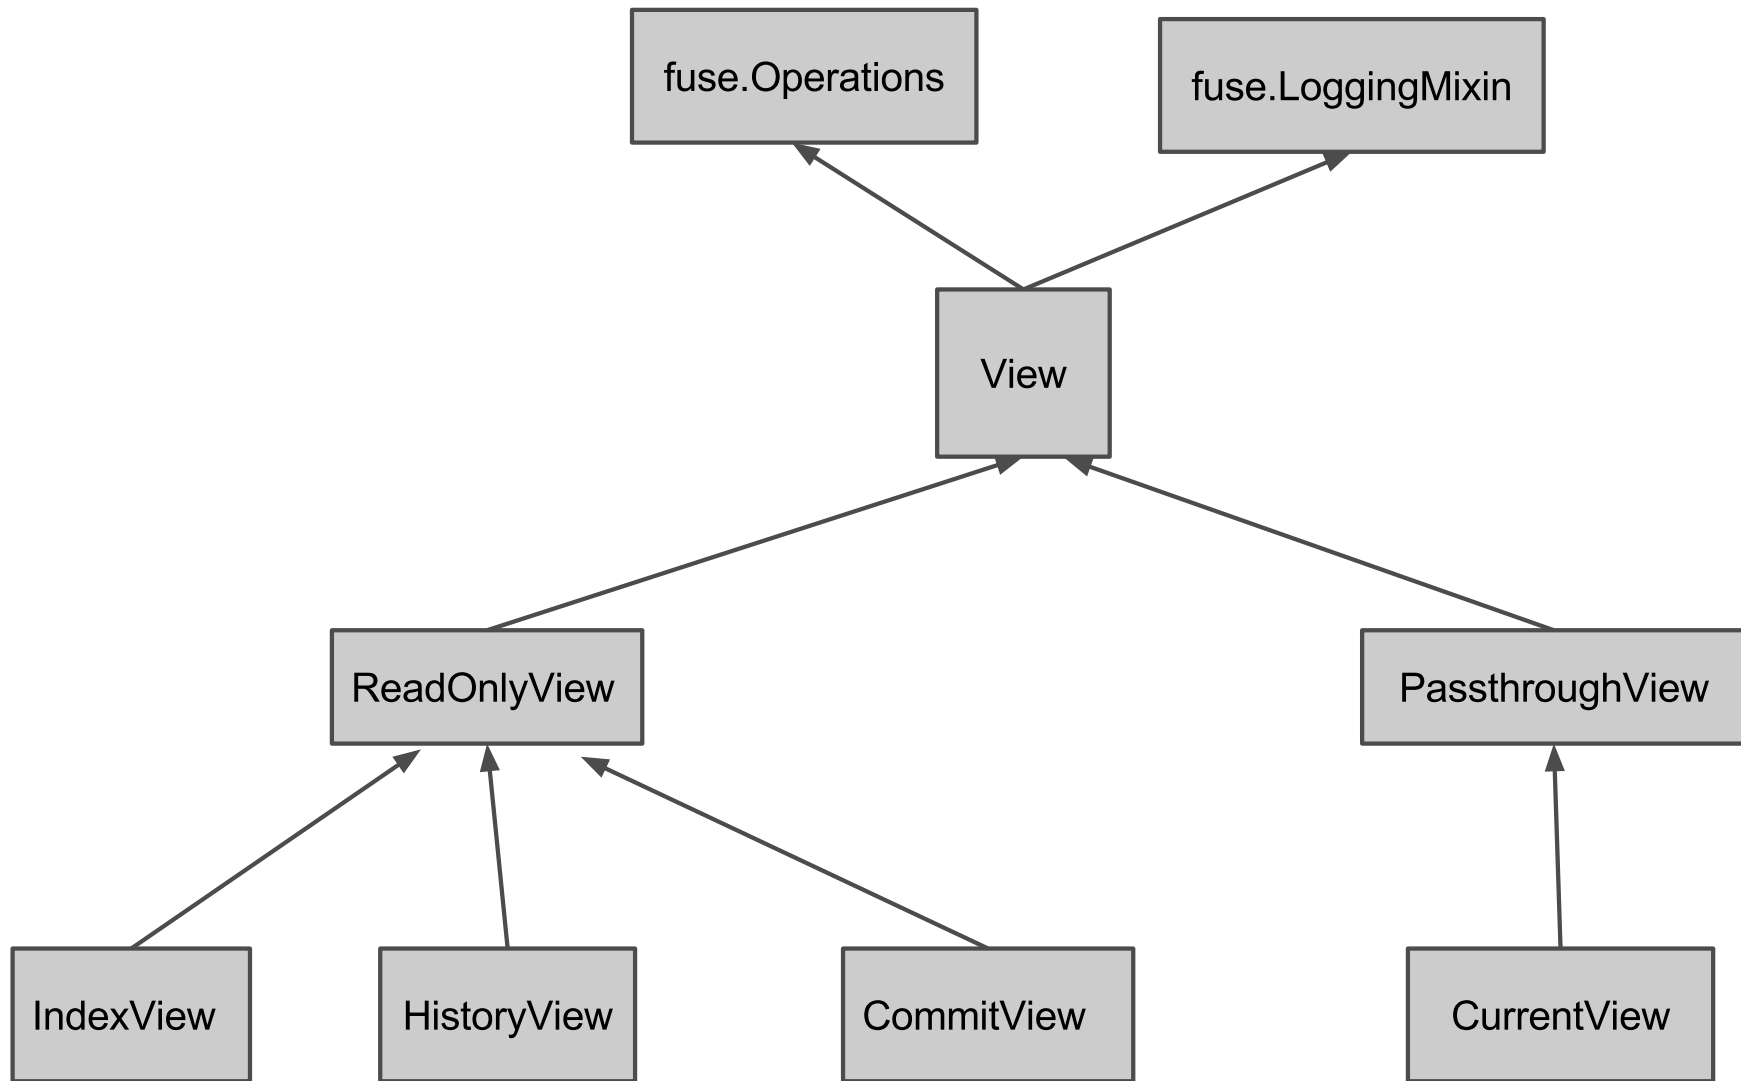 fuse.Operations
fuse.LoggingMixin
View
ReadOnlyView
PassthroughView
IndexView
HistoryView
CommitView
CurrentView